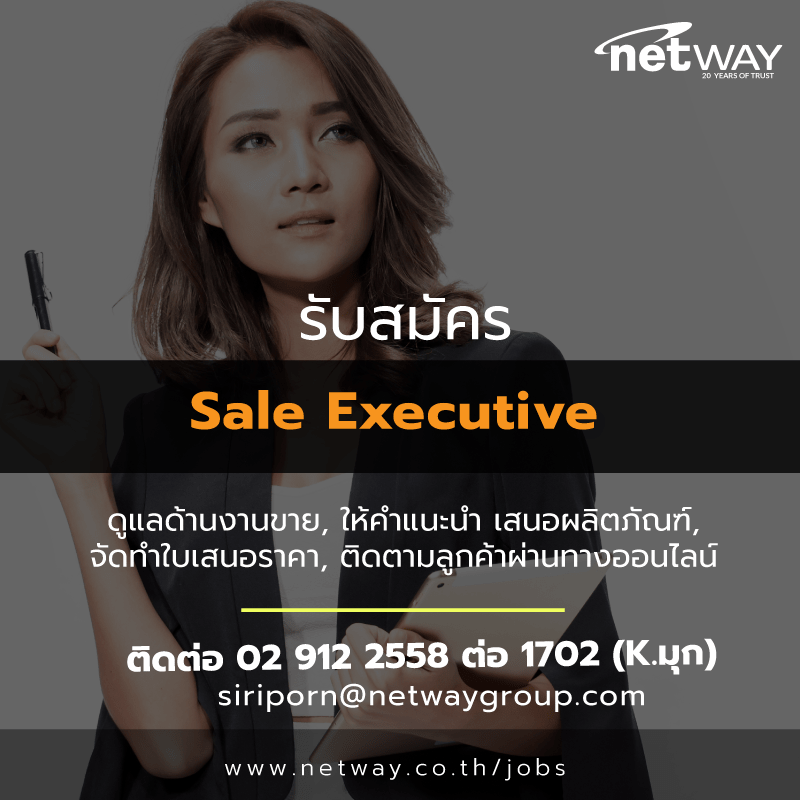 netway
20 YEARS OF TRUST
รับสมัคร
Sale Executive
ดูแลด้านงานขาย, ให้คำแนะนำ เสนอผลิตภัณฑ์,
จัดทำใบเสนอราคา, ติดตามลูกค้าผ่านทางออนไลน์
ติดต่อ 02 912 2558 ต่อ 1702 (K.มุก)
siriporn@netwaygroup.com
www.netway.co.th/jobs